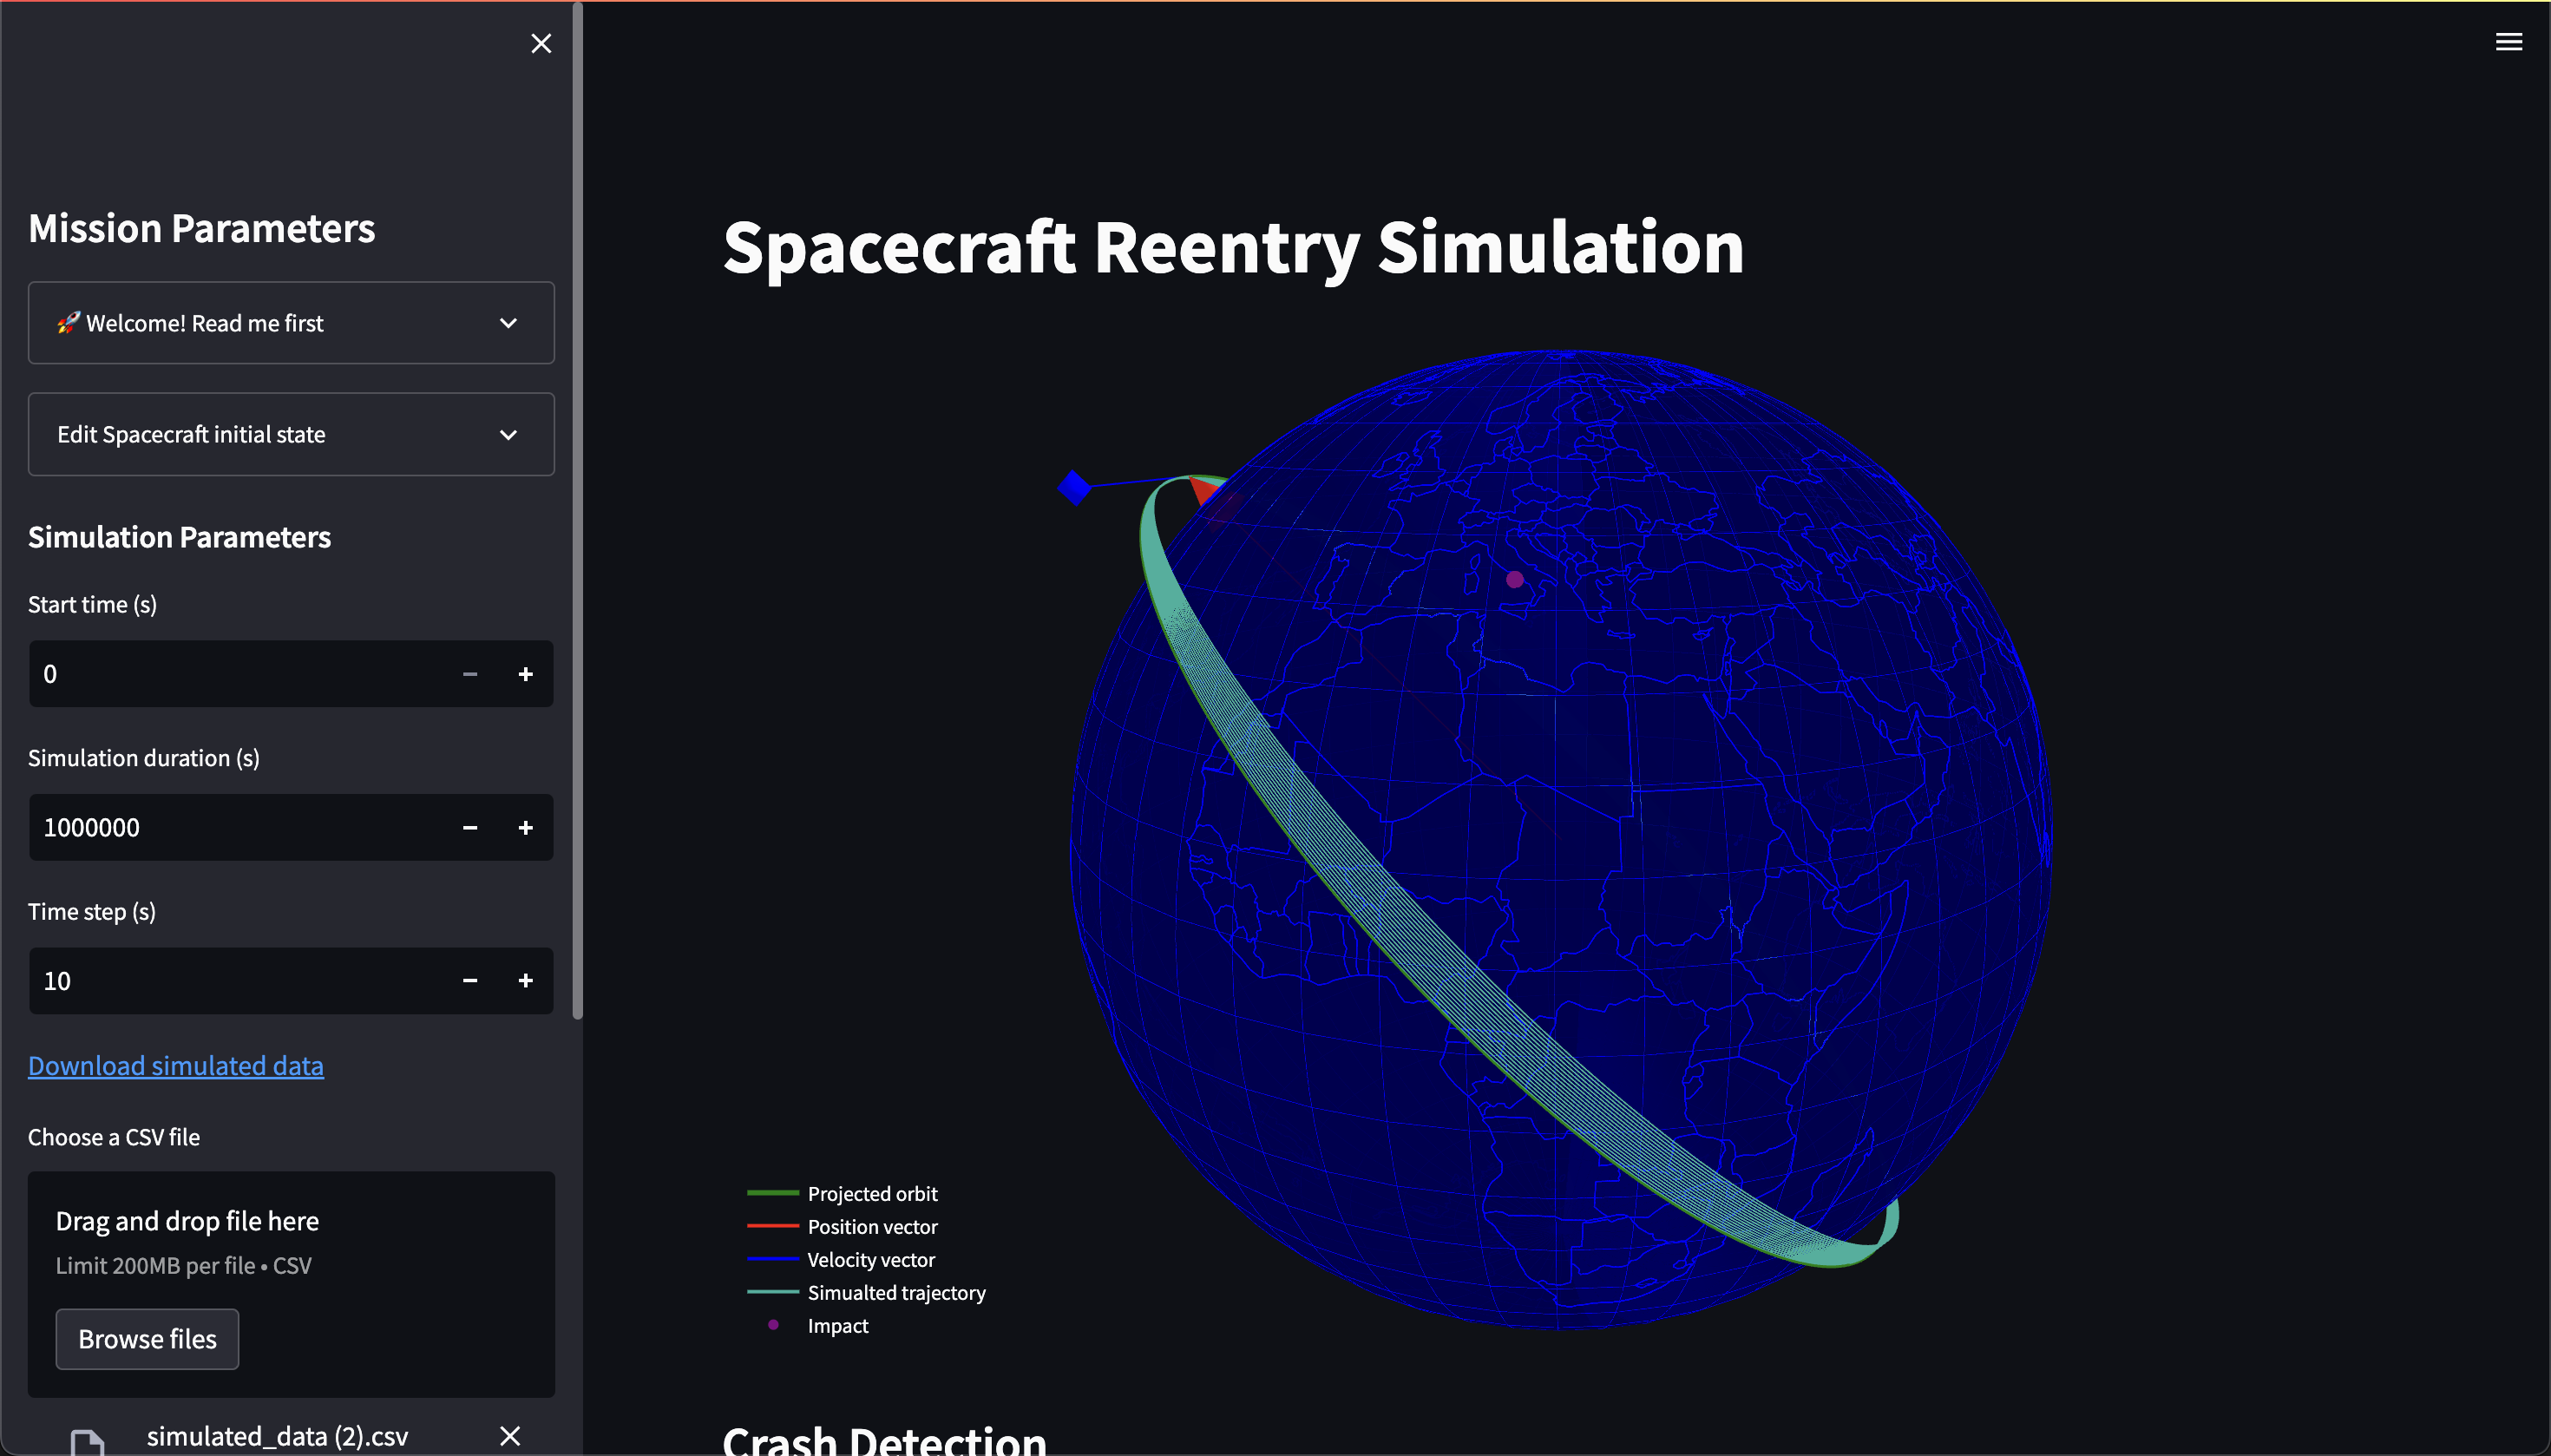 Mission Parameters
🚀 Welcome! Read me first
Edit Spacecraft initial state
Simulation Parameters
Start time (s)
0
Simulation duration (s)
1000000
Time step (s)
10
Download simulated data
Choose a CSV file
Drag and drop file here
Limit 200MB per file • CSV
Browse files
simulated_data (2).csv
Spacecraft Reentry Simulation
Projected orbit
Position vector
Velocity vector
Simualted trajectory
Impact
Crash Detection